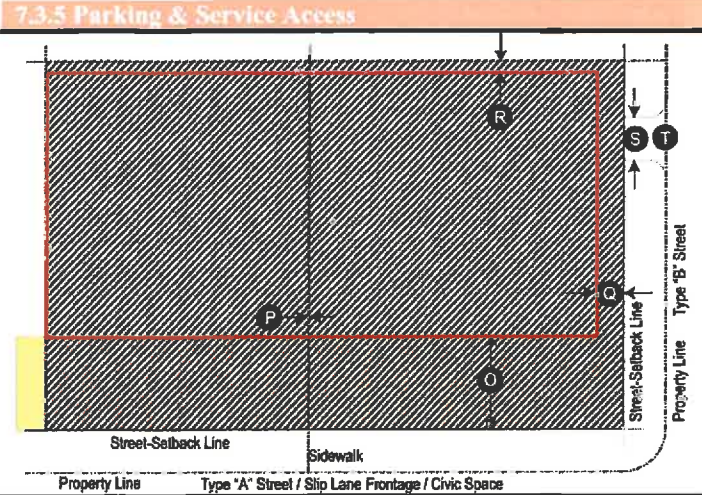 7.3.5 Parking & Service Access
R
S T
Type "B" Street
Q
P
Street-Setback Line
Property Line
O
Street-Setback Line
Sidewalk
Property Line Type "A" Street / Slip Lane Frontage / Civic Space